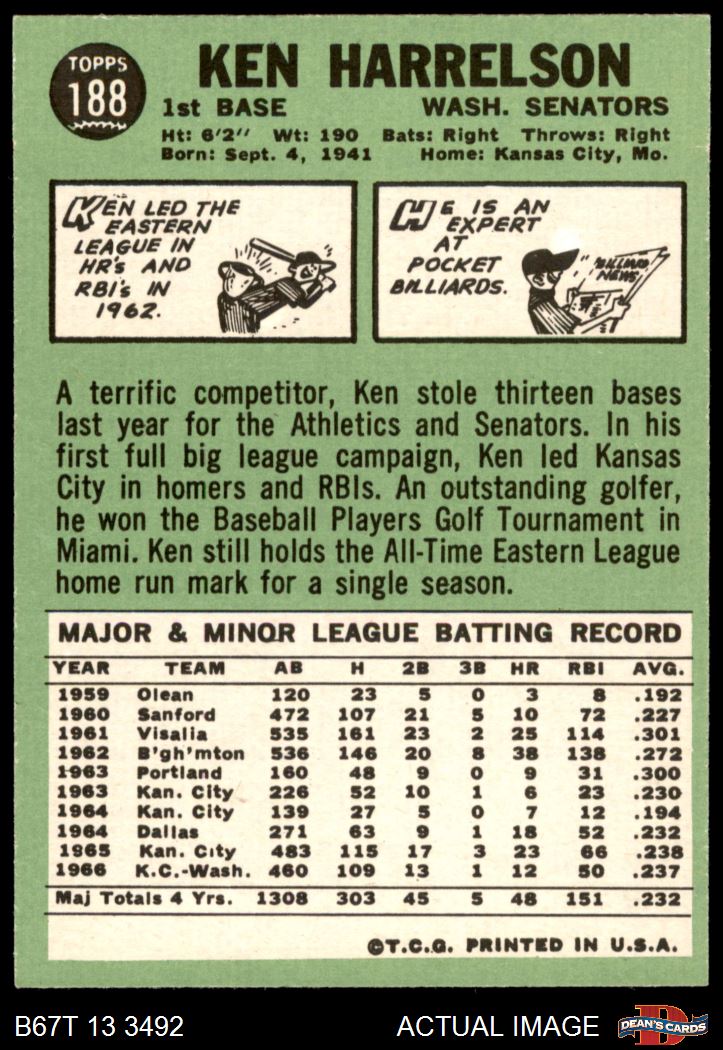 TOPPS
188
KEN HARRELSON
1st BASE WASH. SENATORS
Ht: 6'2" Wt: 190 Bats: Right Throws: Right
Born: Sept. 4, 1941 Home: Kansas City, Mo.
KEN LED THE
EASTERN
LEAGUE IN
HR's AND
RBI's IN
1962.
HE IS AN
EXPERT
AT
POCKET
BILLIARDS.
BILLIARD
NEWS
A terrific competitor, Ken stole thirteen bases
last year for the Athletics and Senators. In his
first full big league campaign, Ken led Kansas
City in homers and RBIs. An outstanding golfer,
he won the Baseball Players Golf Tournament in
Miami. Ken still holds the All-Time Eastern League
home run mark for a single season.
MAJOR & MINOR LEAGUE BATTING RECORD
YEAR TEAM AB H 2B 3B HR RBI AVG.
1959 Olean 120 23 5 0 3 8 .192
1960 Sanford 472 107 21 5 10 72 .227
1961 Visalia 535 161 23 2 25 114 .301
1962 B'gh'mton 536 146 20 8 38 138 .272
1963 Portland 160 48 9 0 9 31 .300
1963 Kan. City 226 52 10 1 6 23 .230
1964 Kan. City 139 27 5 0 7 12 .194
1964 Dallas 271 63 9 1 18 52 .232
1965 Kan. City 483 115 17 3 23 66 .238
1966 K.C.-Wash. 460 109 13 1 12 50 .237
Maj Totals 4 Yrs. 1308 303 45 5 48 151 .232
©T.C.G. PRINTED IN U.S.A.
B67T 13 3492 ACTUAL IMAGE
D
DEAN'S CARDS